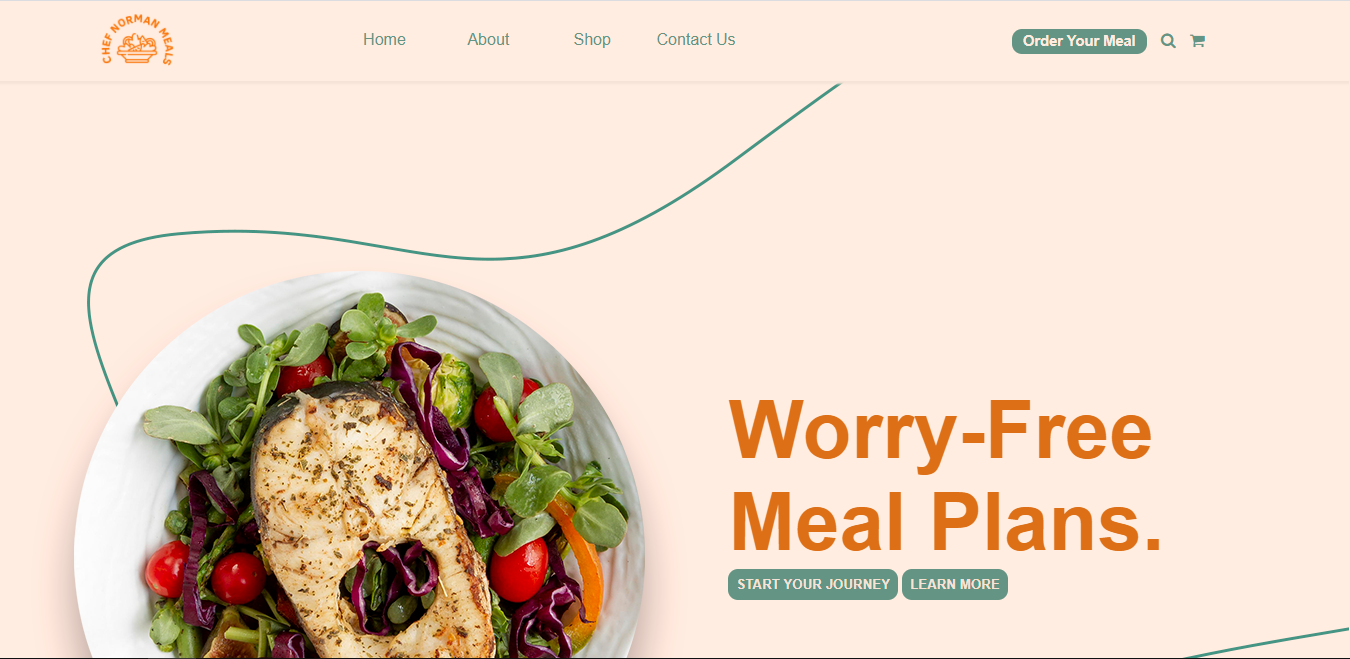 CHEF NORMAN MEALS
Home About Shop Contact Us
Order Your Meal
Worry-Free
Meal Plans.
START YOUR JOURNEY LEARN MORE